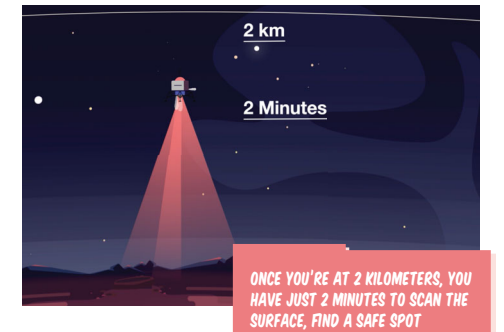 2 km
2 Minutes
ONCE YOU'RE AT 2 KILOMETERS, YOU
HAVE JUST 2 MINUTES TO SCAN THE
SURFACE, FIND A SAFE SPOT